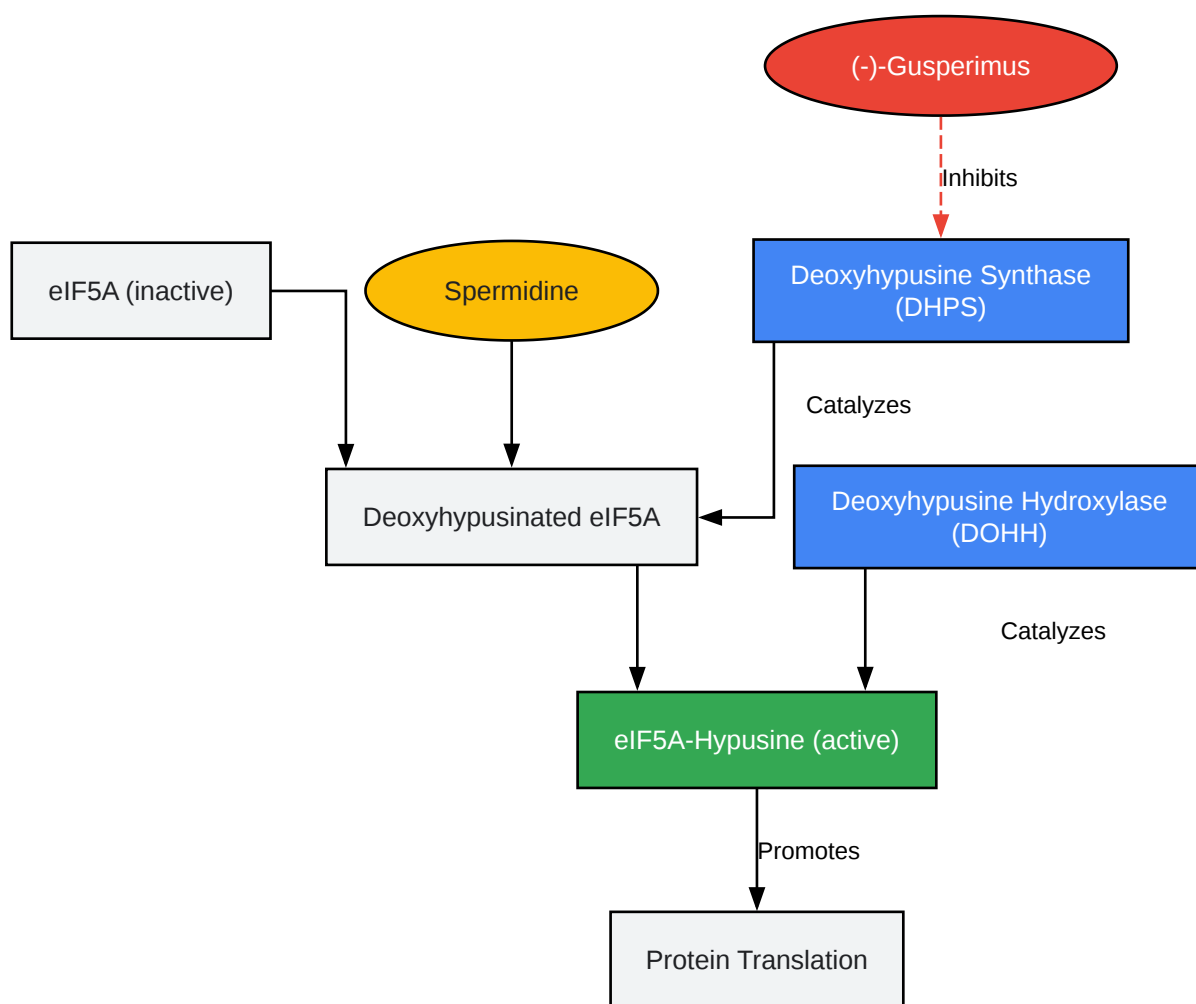 (-)-Gusperimus
Inhibits
eIF5A (inactive)
Spermidine
Deoxyhypusine Synthase
(DHPS)
Catalyzes
Deoxyhypusinated eIF5A
Deoxyhypusine Hydroxylase
(DOHH)
Catalyzes
eIF5A-Hypusine (active)
Promotes
Protein Translation